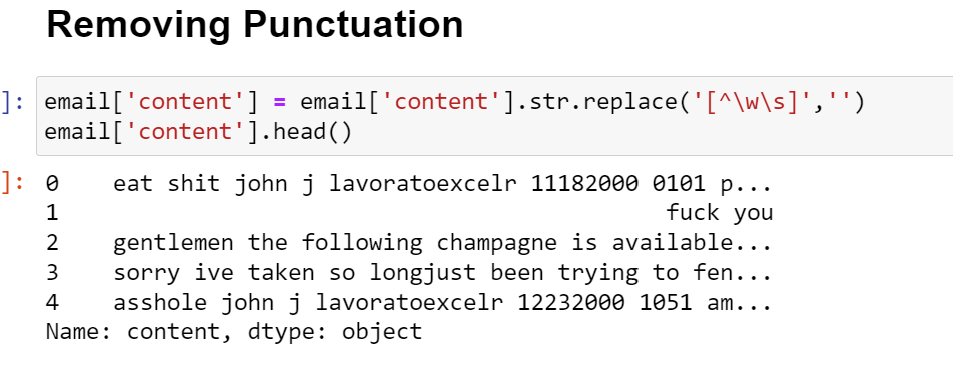 Removing Punctuation
]: email['content'] = email['content'].str.replace('[^\w\s]','')
email['content'].head()
]: 0 eat shit john j lavoratoexcelr 11182000 0101 p...
1 fuck you
2 gentlemen the following champagne is available...
3 sorry ive taken so longjust been trying to fen...
4 asshole john j lavoratoexcelr 12232000 1051 am...
Name: content, dtype: object